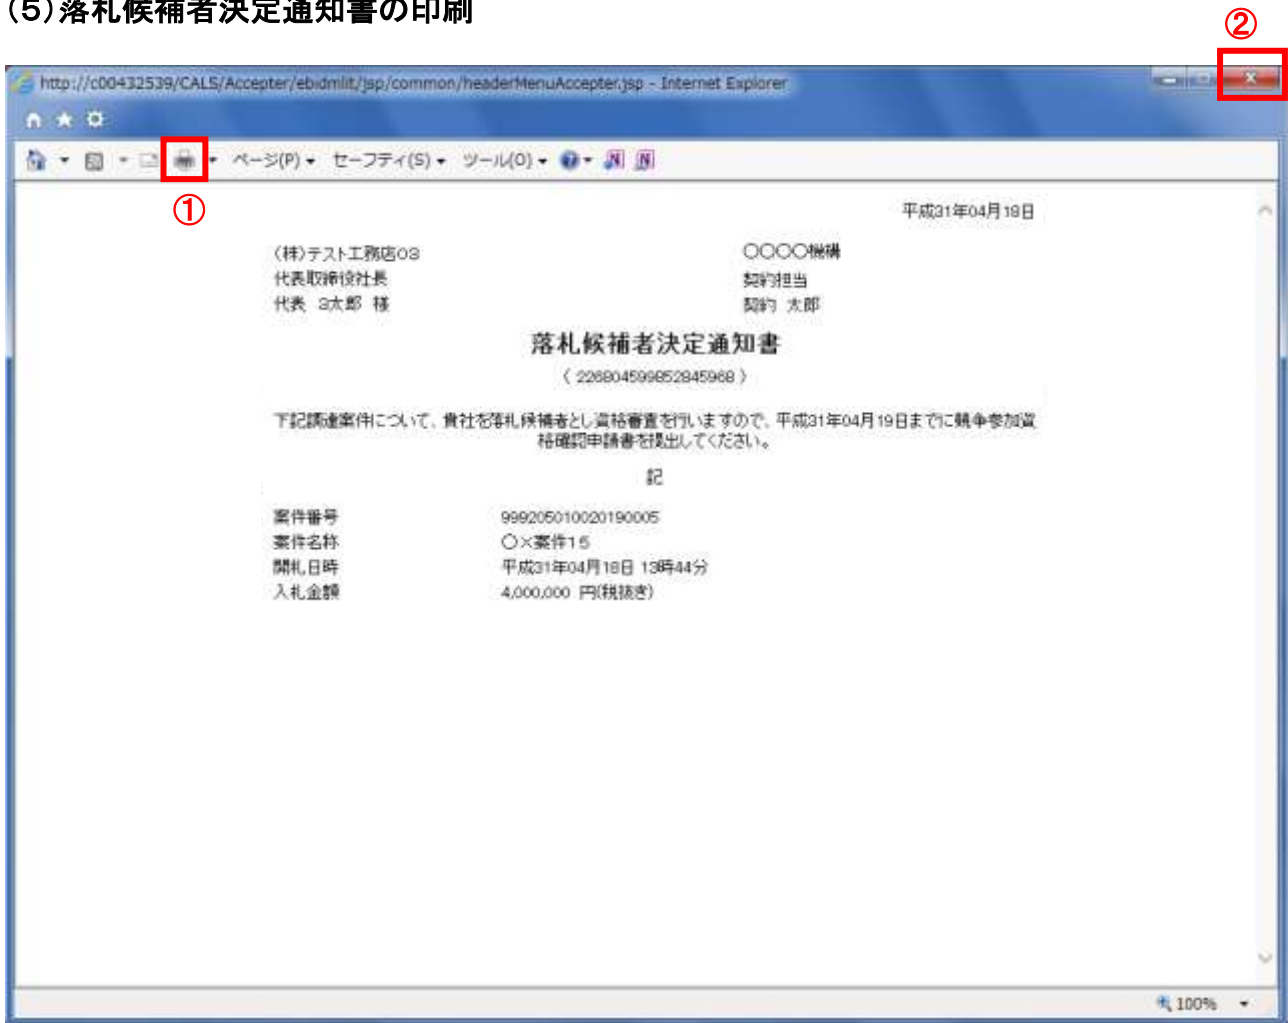 (5)落札候補者決定通知書の印刷
②
http://c00432539/CALS/Accepter/ebidmlit/jsp/common/headerMenuAccepter.jsp - Internet Explorer
ページ(P) セーフティ(S) ツール(O)
①
平成31年04月19日
(株)テスト工務店03
代表取締役社長
代表 3太郎 様
〇〇〇〇機構
契約担当
契約 太郎
落札候補者決定通知書
( 226804599852845968 )
下記調達案件について、貴社を落札候補者とし資格審査を行いますので、平成31年04月19日までに競争参加資
格確認申請書を提出してください。
記
案件番号 999205010020190005
案件名称 〇×案件15
開札日時 平成31年04月18日 13時44分
入札金額 4,000,000 円(税抜き)
100%